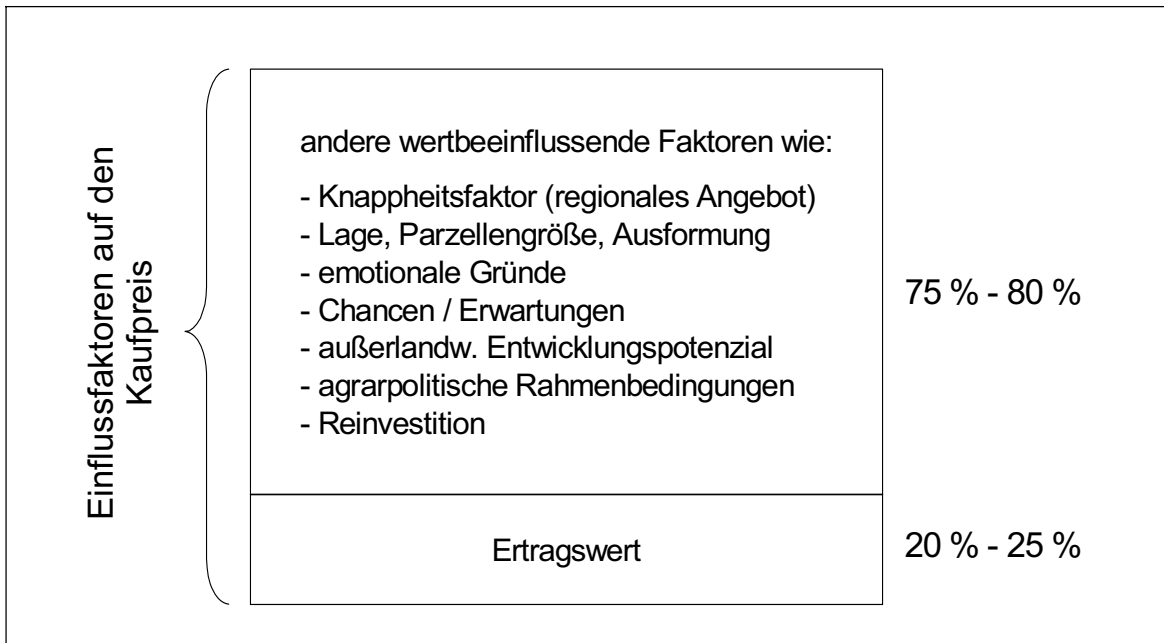 Einflussfaktoren auf den
Kaufpreis
andere wertbeeinflussende Faktoren wie:
- Knappheitsfaktor (regionales Angebot)
- Lage, Parzellengröße, Ausformung
- emotionale Gründe
- Chancen / Erwartungen
- außerlandw. Entwicklungspotenzial
- agrarpolitische Rahmenbedingungen
- Reinvestition
75 % - 80 %
Ertragswert
20 % - 25 %